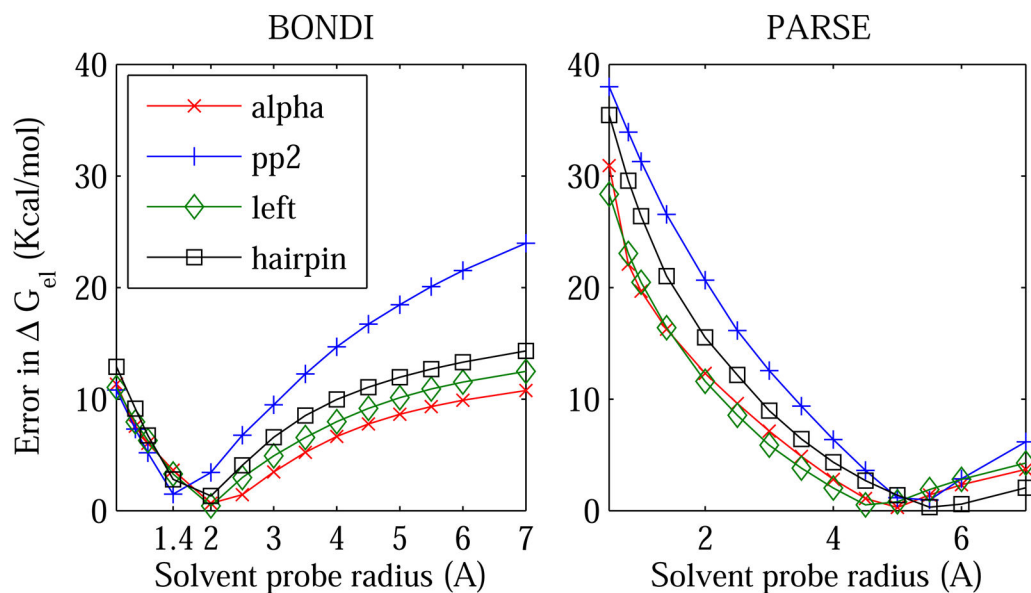 BONDI
PARSE
Error in Δ G el (Kcal/mol)
40
30
20
10
0
alpha
pp2
left
hairpin
1.4 2 3 4 5 6 7
Solvent probe radius (A)
40
30
20
10
0
2 4 6
Solvent probe radius (A)